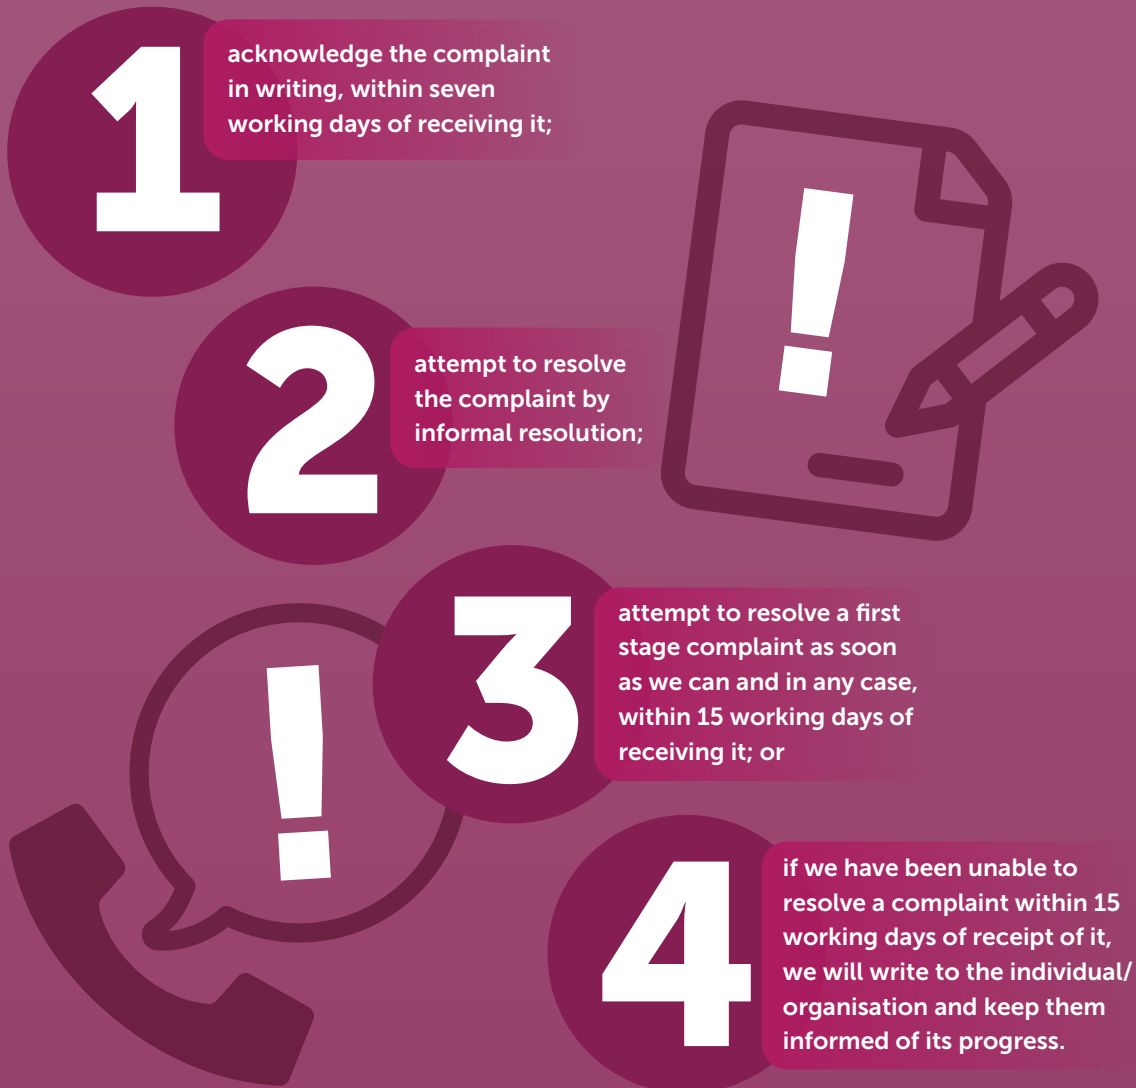 1
acknowledge the complaint
in writing, within seven
working days of receiving it;
!
2
attempt to resolve
the complaint by
informal resolution;
3
attempt to resolve a first
stage complaint as soon
as we can and in any case,
within 15 working days of
receiving it; or
!
4
if we have been unable to
resolve a complaint within 15
working days of receipt of it,
we will write to the individual/
organisation and keep them
informed of its progress.